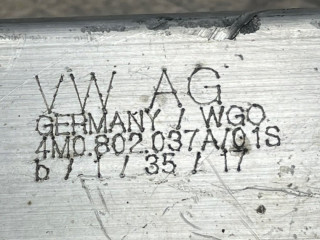 VW AG
GERMANY / WGO
4M0.802.037A/01S
b / 1 / 35 / 17